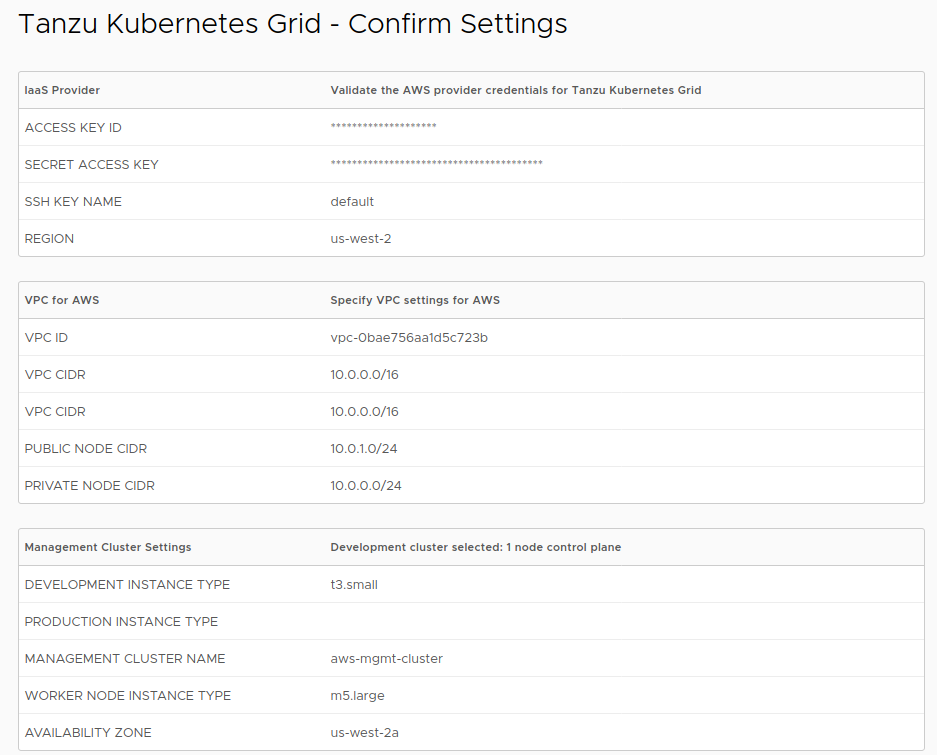 Tanzu Kubernetes Grid - Confirm Settings
IaaS Provider Validate the AWS provider credentials for Tanzu Kubernetes Grid
ACCESS KEY ID ********************
SECRET ACCESS KEY ****************************************
SSH KEY NAME default
REGION us-west-2
VPC for AWS Specify VPC settings for AWS
VPC ID vpc-0bae756aa1d5c723b
VPC CIDR 10.0.0.0/16
VPC CIDR 10.0.0.0/16
PUBLIC NODE CIDR 10.0.1.0/24
PRIVATE NODE CIDR 10.0.0.0/24
Management Cluster Settings Development cluster selected: 1 node control plane
DEVELOPMENT INSTANCE TYPE t3.small
PRODUCTION INSTANCE TYPE
MANAGEMENT CLUSTER NAME aws-mgmt-cluster
WORKER NODE INSTANCE TYPE m5.large
AVAILABILITY ZONE us-west-2a